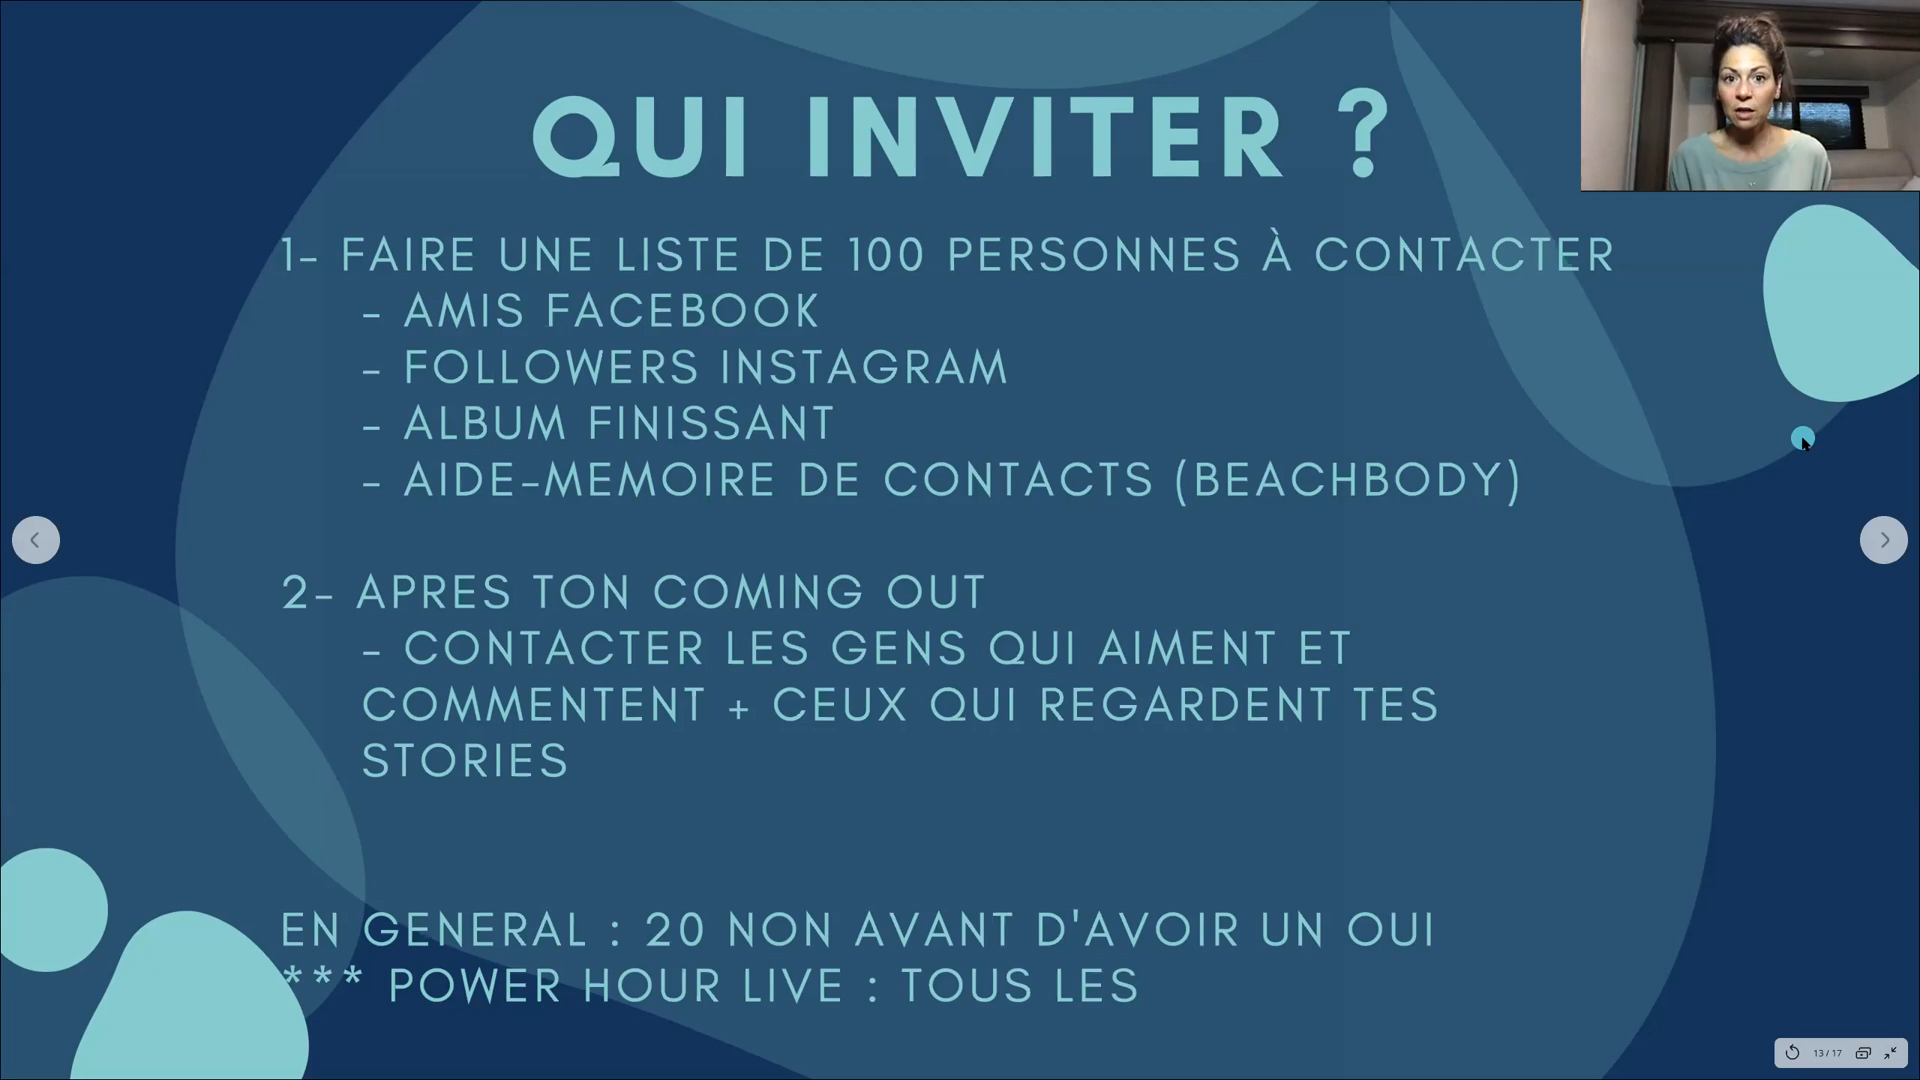 QUI INVITER ?
1- FAIRE UNE LISTE DE 100 PERSONNES À CONTACTER
- AMIS FACEBOOK
- FOLLOWERS INSTAGRAM
- ALBUM FINISSANT
- AIDE-MEMOIRE DE CONTACTS (BEACHBODY)
2- APRES TON COMING OUT
- CONTACTER LES GENS QUI AIMENT ET
COMMENTENT + CEUX QUI REGARDENT TES
STORIES
EN GENERAL : 20 NON AVANT D'AVOIR UN OUI
*** POWER HOUR LIVE : TOUS LES
13/17